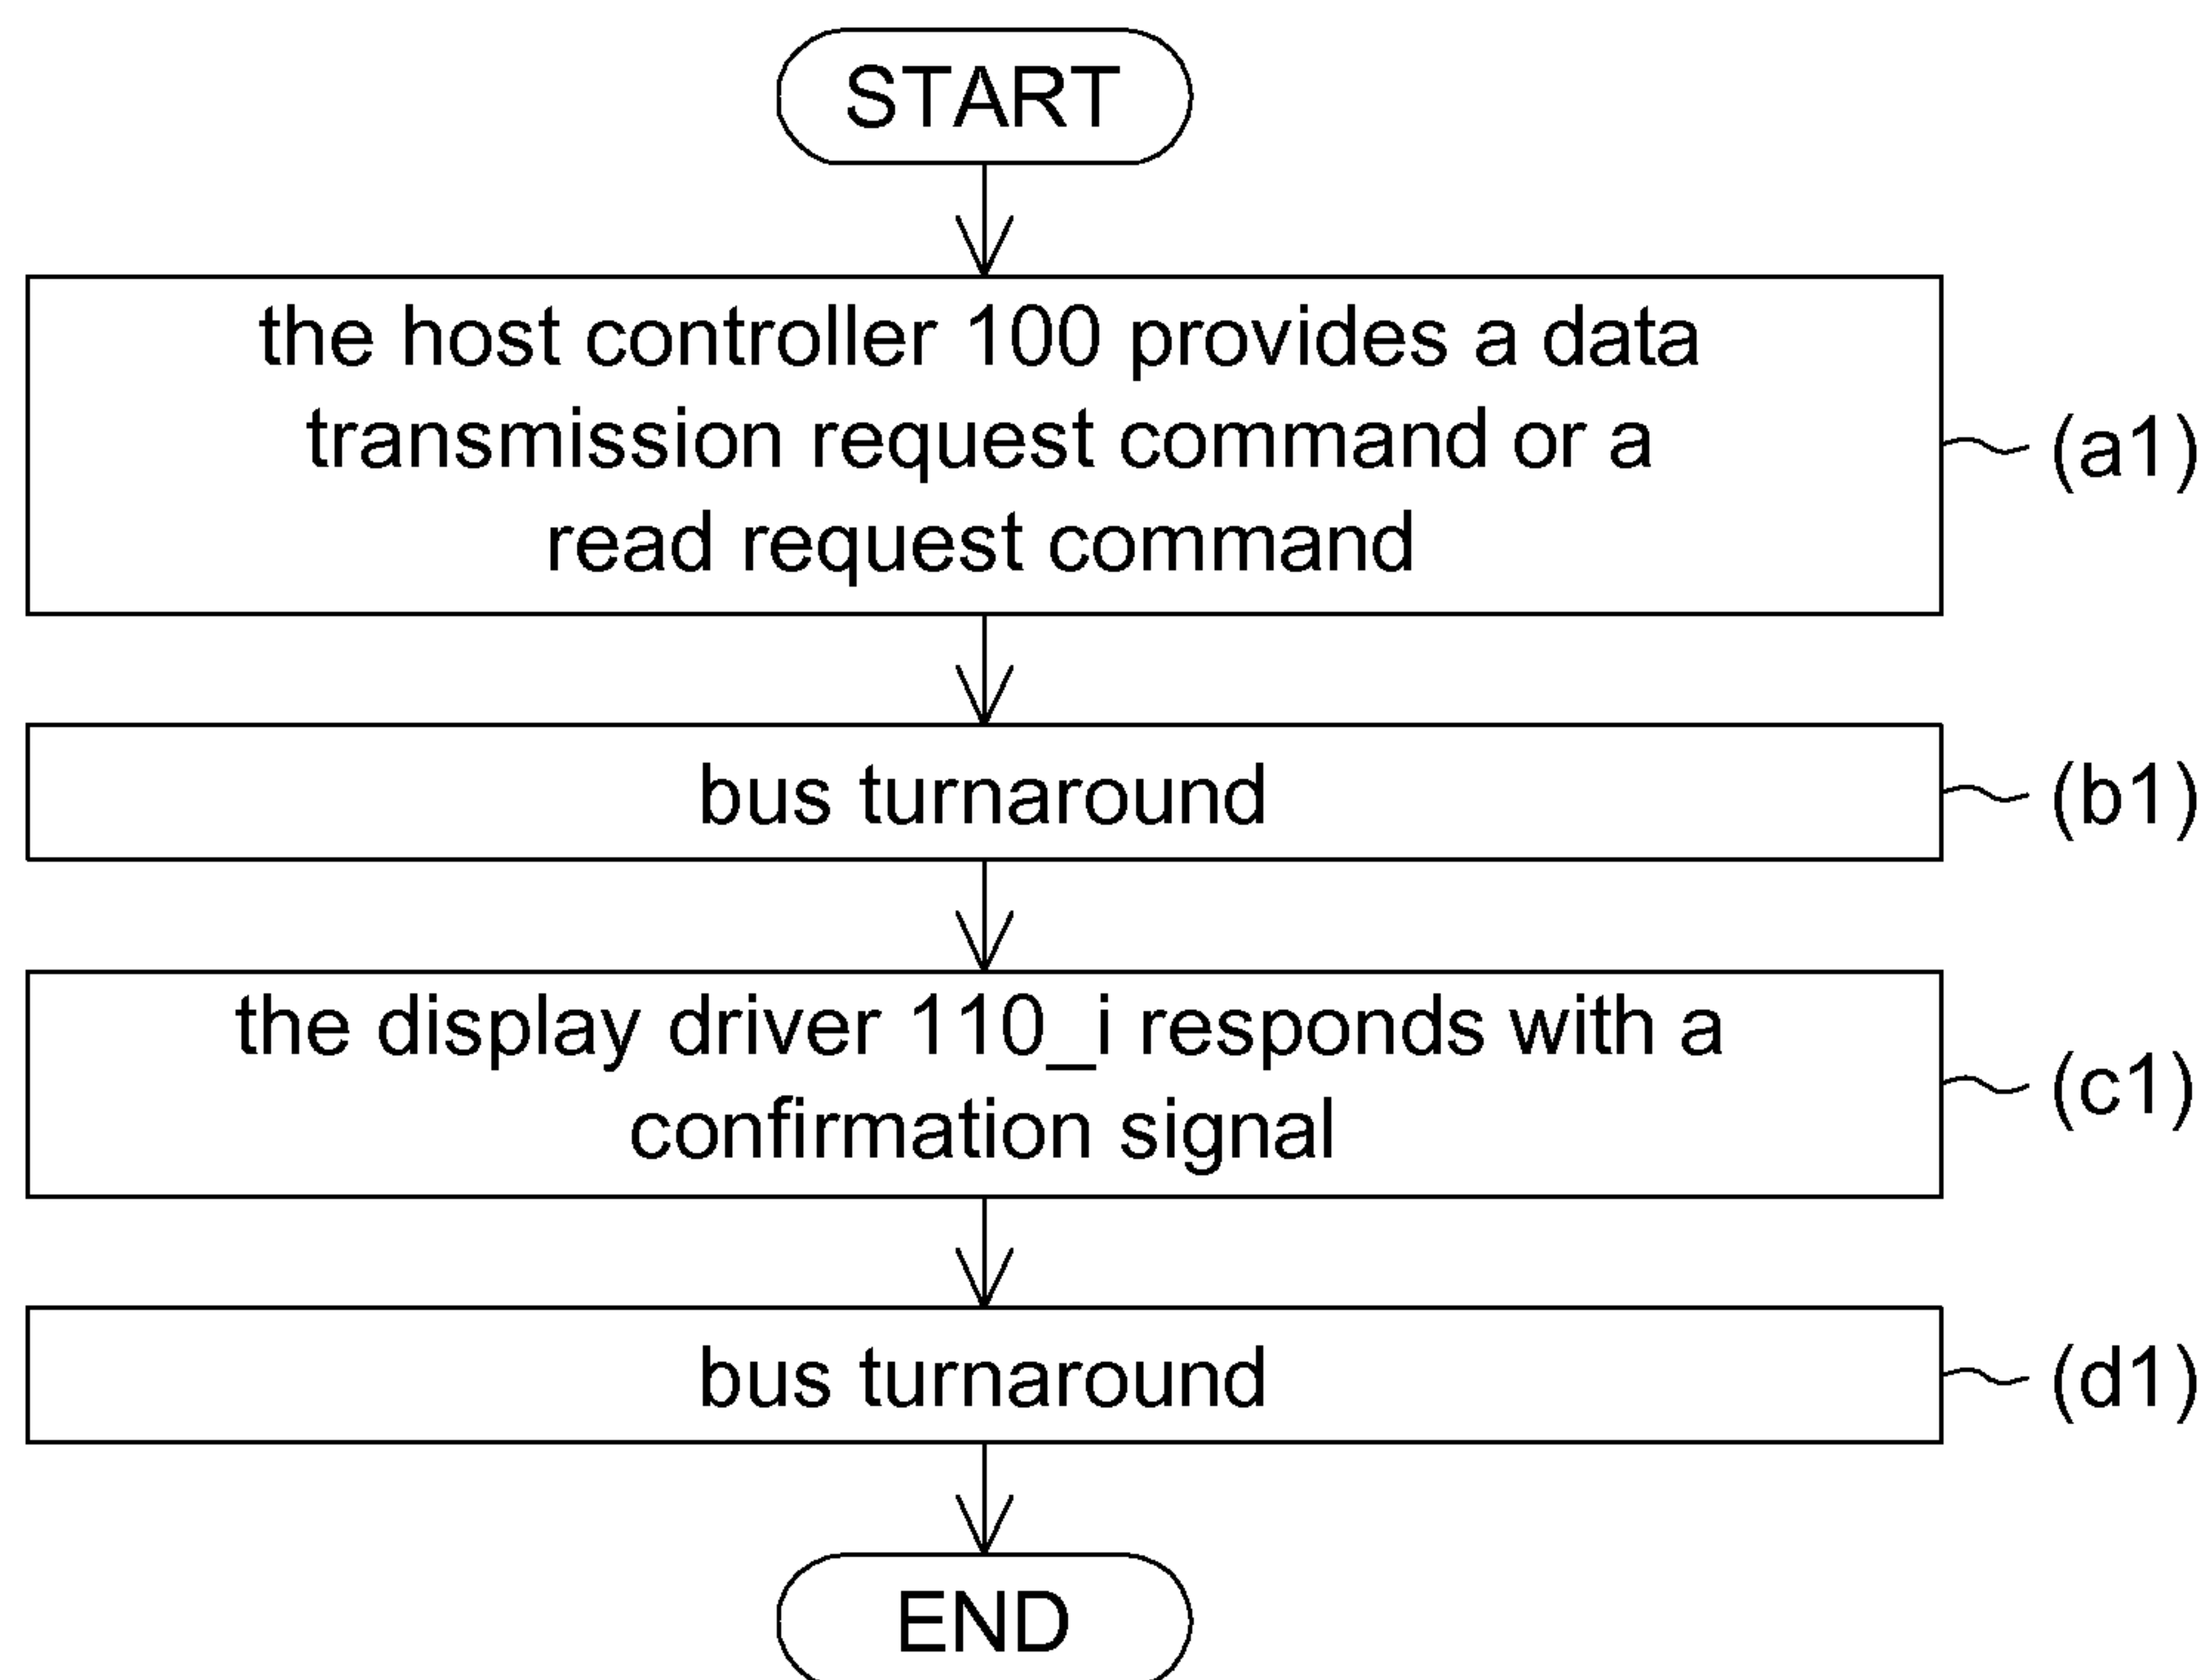 START
the host controller 100 provides a data
transmission request command or a
read request command
(a1)
bus turnaround
(b1)
the display driver 110_i responds with a
confirmation signal
(c1)
bus turnaround
(d1)
END